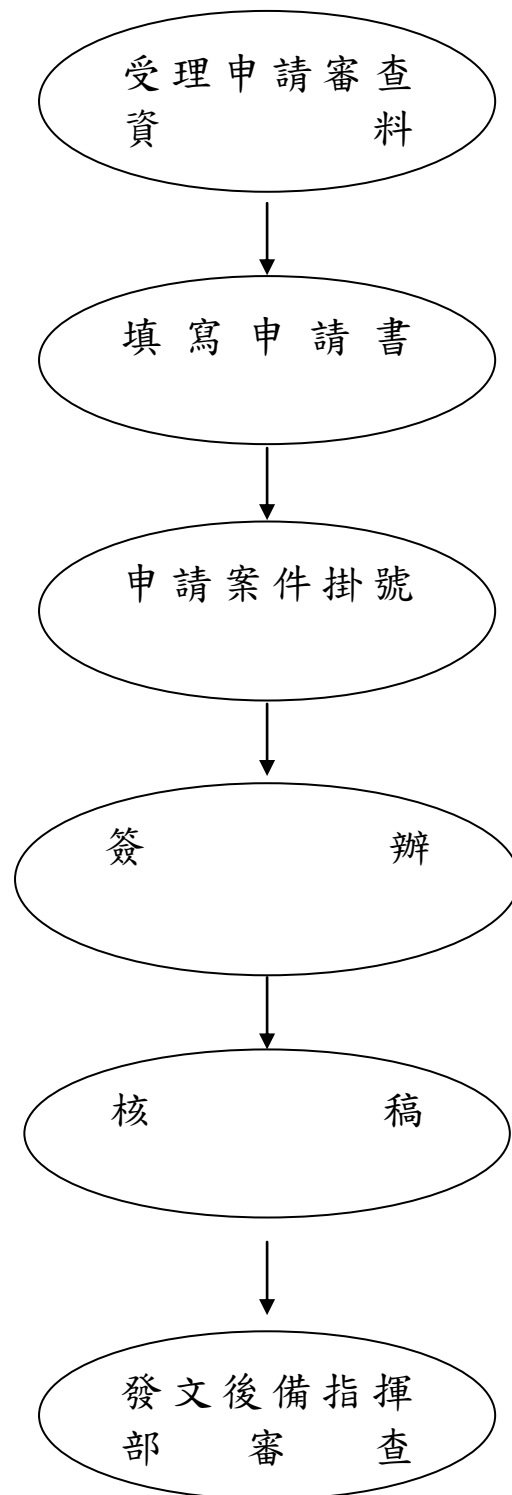 受理申請審查
資料
填寫申請書
申請案件掛號
簽辦
核稿
發文後備指揮
部審查